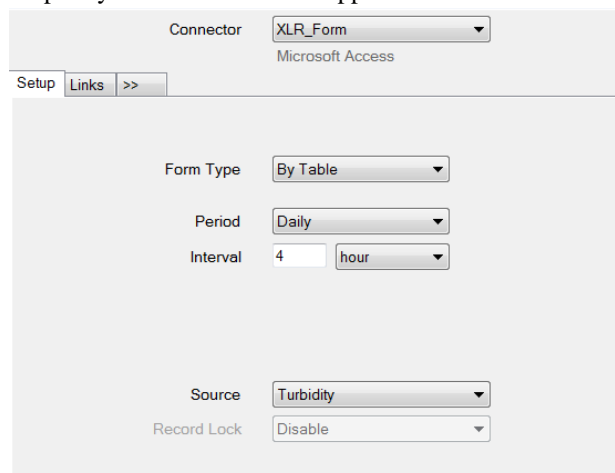 Connector XLR_Form
Microsoft Access
Setup Links >>
Form Type By Table
Period Daily
Interval 4 hour
Source Turbidity
Record Lock Disable